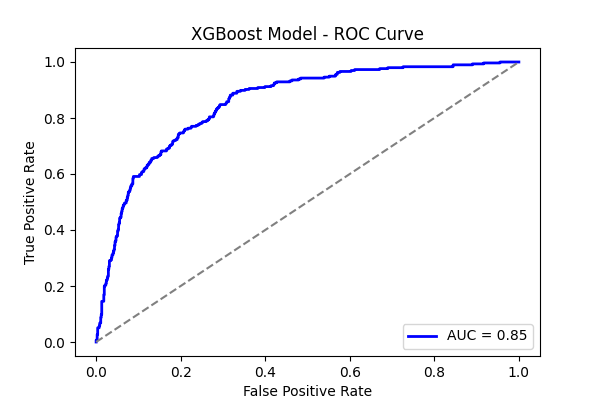 XGBoost Model - ROC Curve
1.0
0.8
0.6
0.4
0.2
0.0
True Positive Rate
AUC = 0.85
0.0 0.2 0.4 0.6 0.8 1.0
False Positive Rate